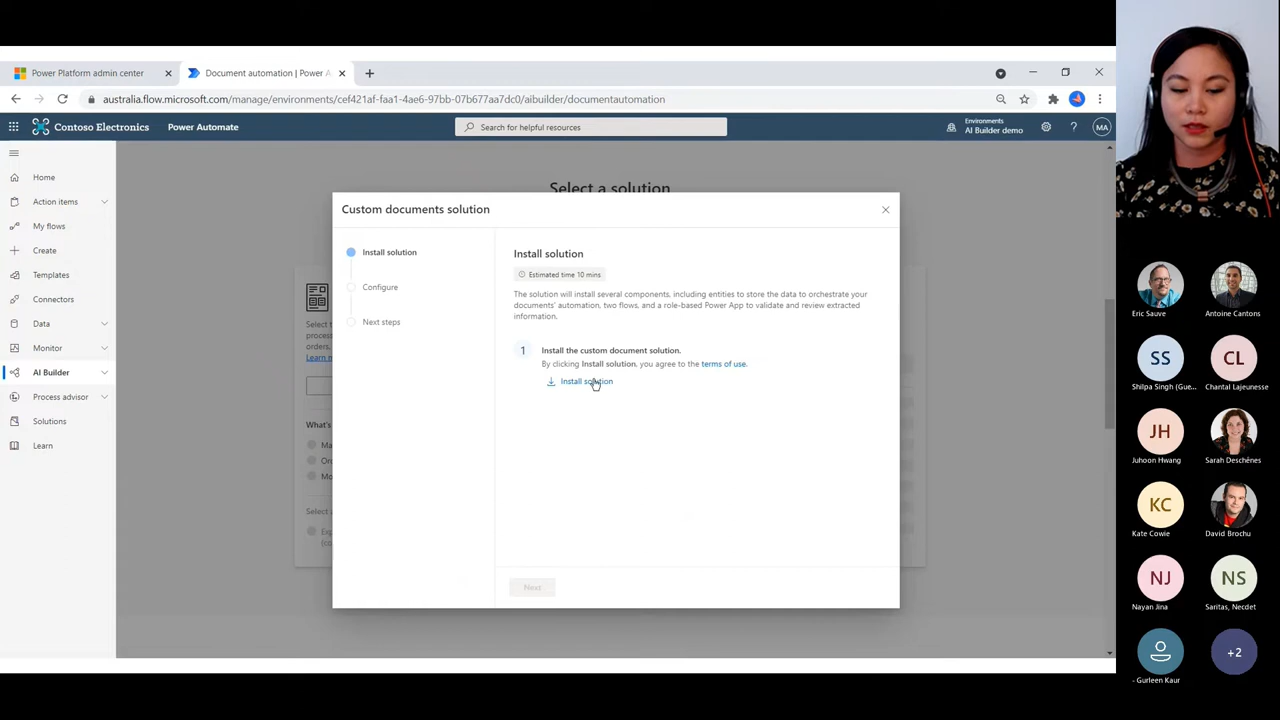 Power Platform admin center
Document automation | Power A
australia.flow.microsoft.com/manage/environments/cef421af-faa1-4ae6-97bb-07b677aa7dc0/aibuilder/documentautomation
Contoso Electronics
Power Automate
Search for helpful resources
Environments
AI Builder demo
MA
Home
Action items
My flows
Create
Templates
Connectors
Data
Monitor
AI Builder
Process advisor
Solutions
Learn
Select a solution
Select t
process
orders.
Learn n
What's
Ma
Or
Mo
Select a
Eig
(co
Custom documents solution
Install solution
Configure
Next steps
Install solution
Estimated time 10 mins
The solution will install several components, including entities to store the data to orchestrate your
documents' automation, two flows, and a role-based Power App to validate and review extracted
information.
1
Install the custom document solution.
By clicking Install solution, you agree to the terms of use.
Install solution
Next
Eric Sauve
Antoine Cantons
SS
Shilpa Singh (Gue...
CL
Chantal Lajeunesse
JH
Juhoon Hwang
Sarah Deschênes
KC
Kate Cowie
David Brochu
NJ
Nayan Jina
NS
Saritas, Necdet
- Gurleen Kaur
+2